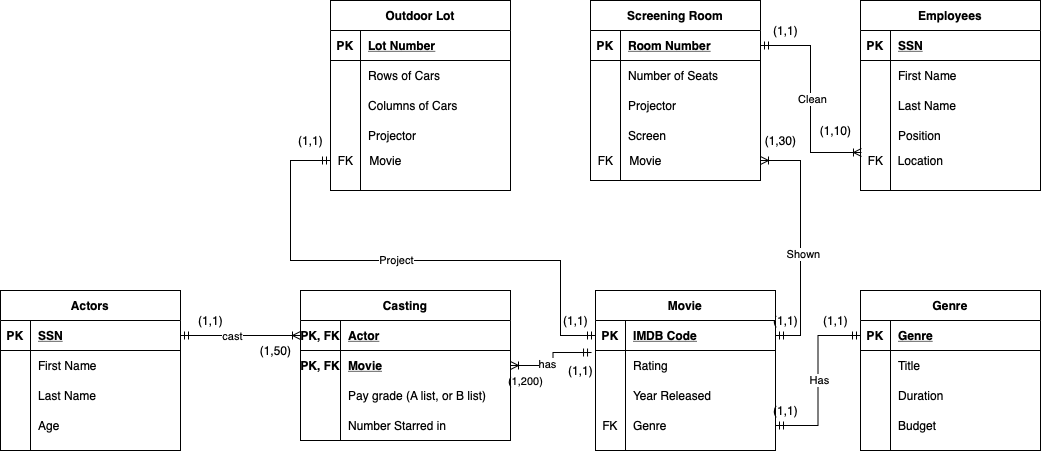 Outdoor Lot
PK Lot Number
Rows of Cars
Columns of Cars
Projector
FK Movie
Screening Room
PK Room Number
Number of Seats
Projector
Screen
FK Movie
Employees
PK SSN
First Name
Last Name
Position
FK Location
(1,1)
Clean
(1,10)
(1,1)
(1,30)
Project
Shown
Actors
PK SSN
First Name
Last Name
Age
(1,1)
cast
(1,50)
Casting
PK, FK Actor
PK, FK Movie
Pay grade (A list, or B list)
Number Starred in
(1,1)
has
(1,200)
(1,1)
Movie
PK IMDB Code
Rating
Year Released
FK Genre
(1,1)
(1,1)
Has
(1,1)
Genre
PK Genre
Title
Duration
Budget